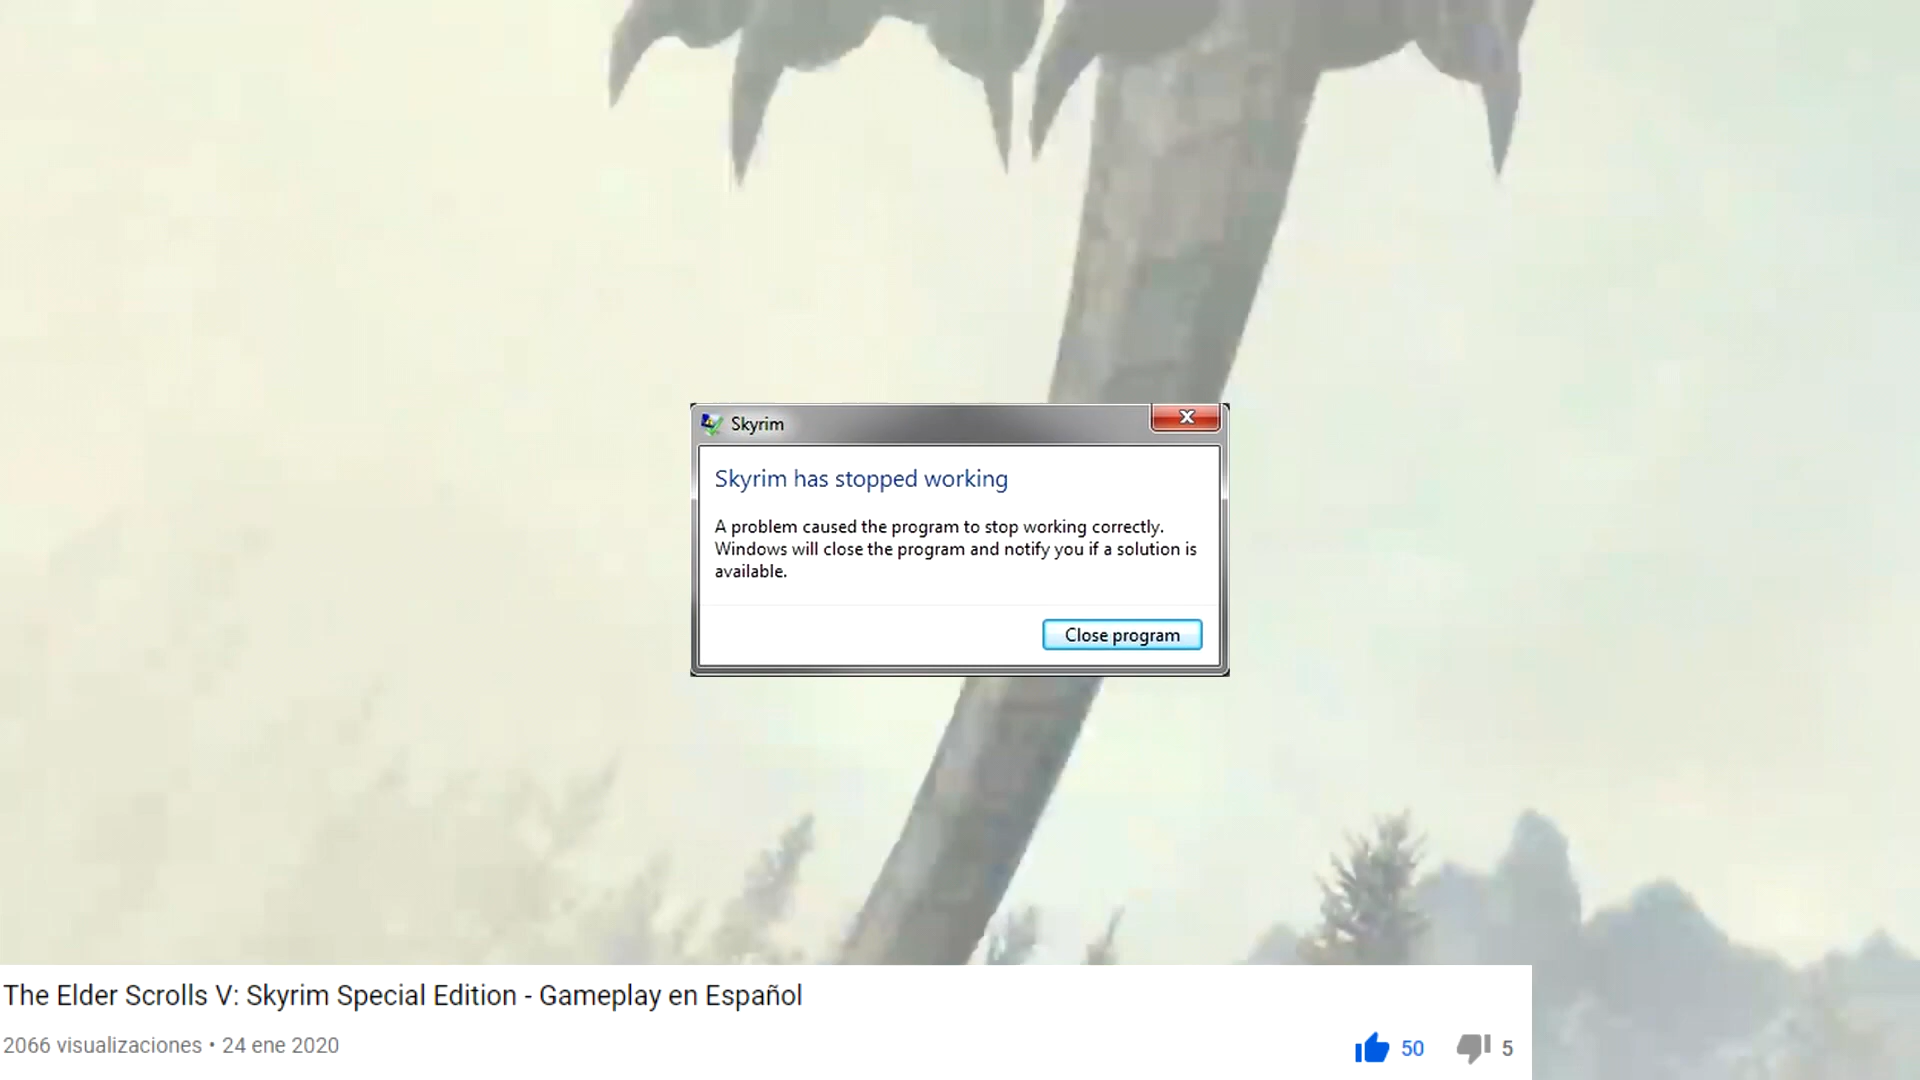 Skyrim
Skyrim has stopped working
A problem caused the program to stop working correctly.
Windows will close the program and notify you if a solution is
available.
Close program
The Elder Scrolls V: Skyrim Special Edition - Gameplay en Español
2066 visualizaciones • 24 ene 2020
50
5